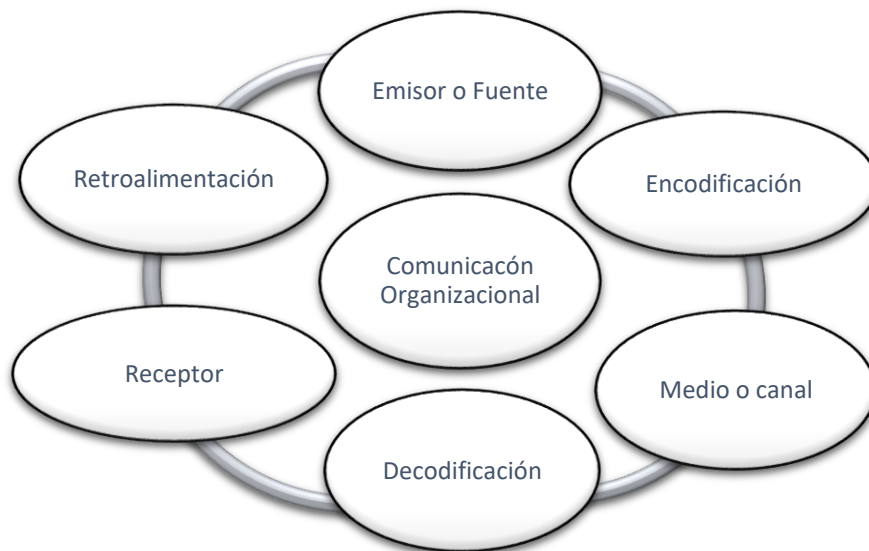 Emisor o Fuente
Encodificación
Medio o canal
Decodificación
Receptor
Retroalimentación
Comunicacón
Organizacional